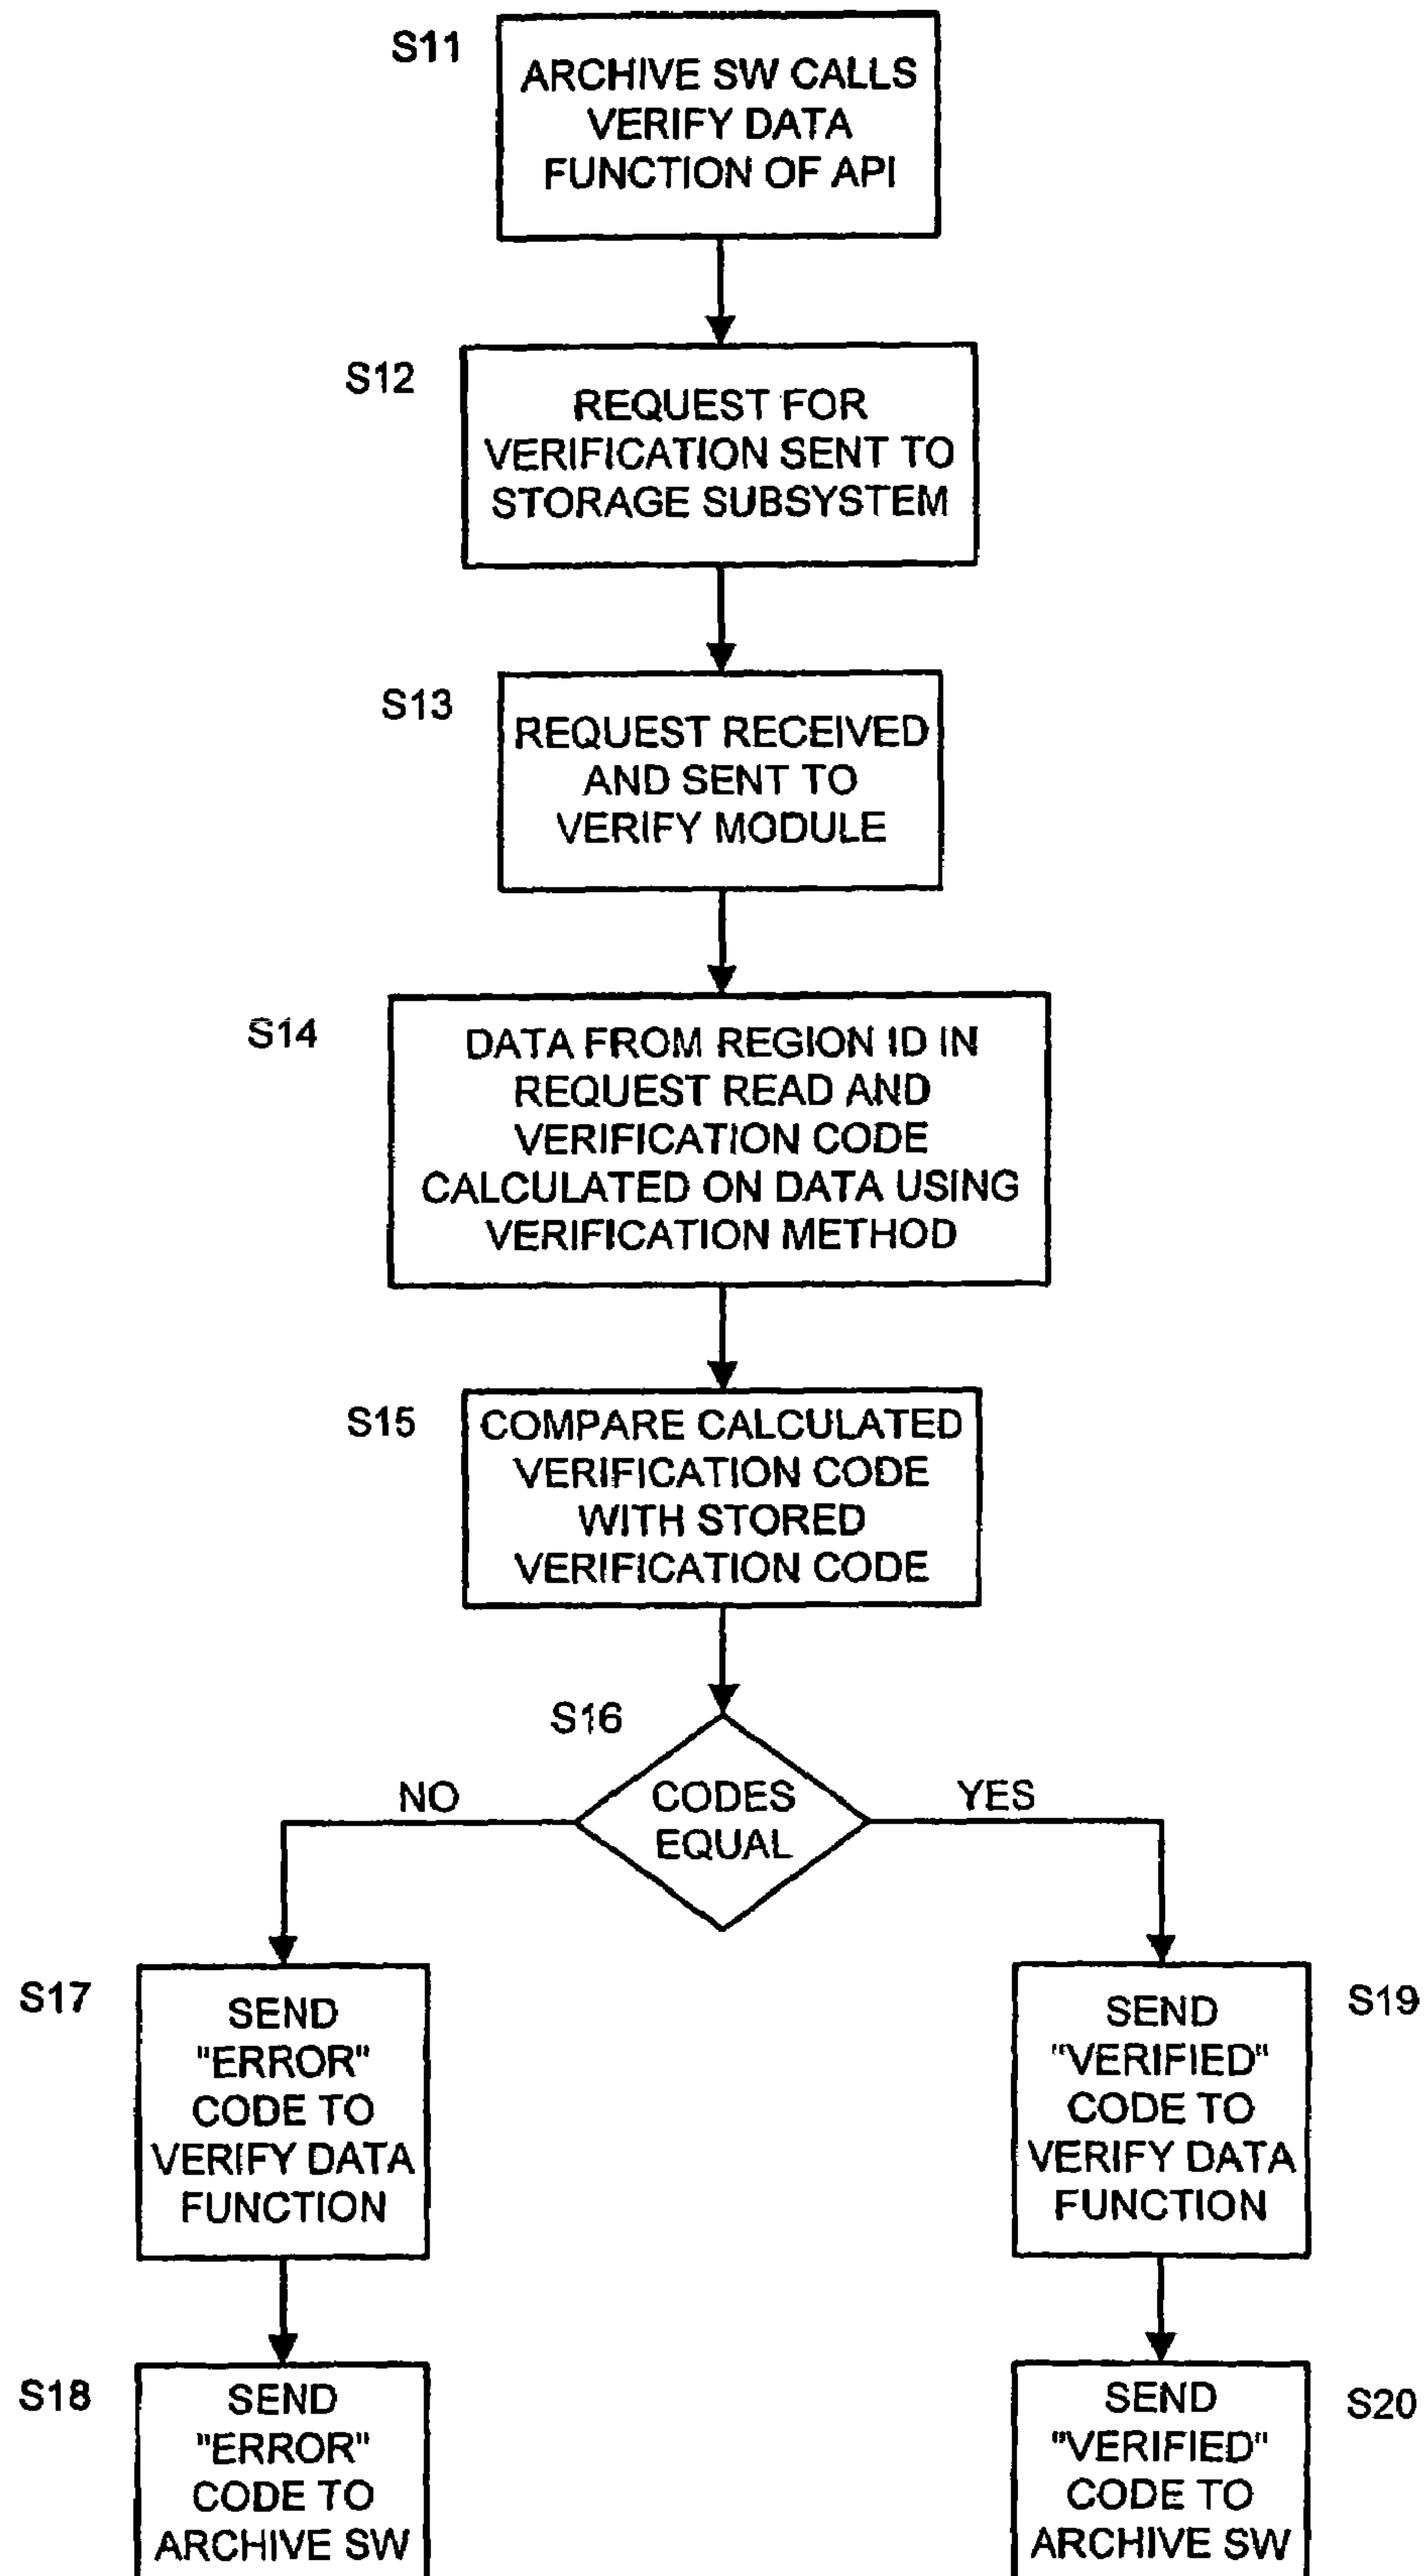 S11
ARCHIVE SW CALLS
VERIFY DATA
FUNCTION OF API
S12
REQUEST FOR
VERIFICATION SENT TO
STORAGE SUBSYSTEM
S13
REQUEST RECEIVED
AND SENT TO
VERIFY MODULE
S14
DATA FROM REGION ID IN
REQUEST READ AND
VERIFICATION CODE
CALCULATED ON DATA USING
VERIFICATION METHOD
S15
COMPARE CALCULATED
VERIFICATION CODE
WITH STORED
VERIFICATION CODE
S16
CODES
EQUAL
NO
YES
S17
SEND
"ERROR"
CODE TO
VERIFY DATA
FUNCTION
S19
SEND
"VERIFIED"
CODE TO
VERIFY DATA
FUNCTION
S18
SEND
"ERROR"
CODE TO
ARCHIVE SW
S20
SEND
"VERIFIED"
CODE TO
ARCHIVE SW